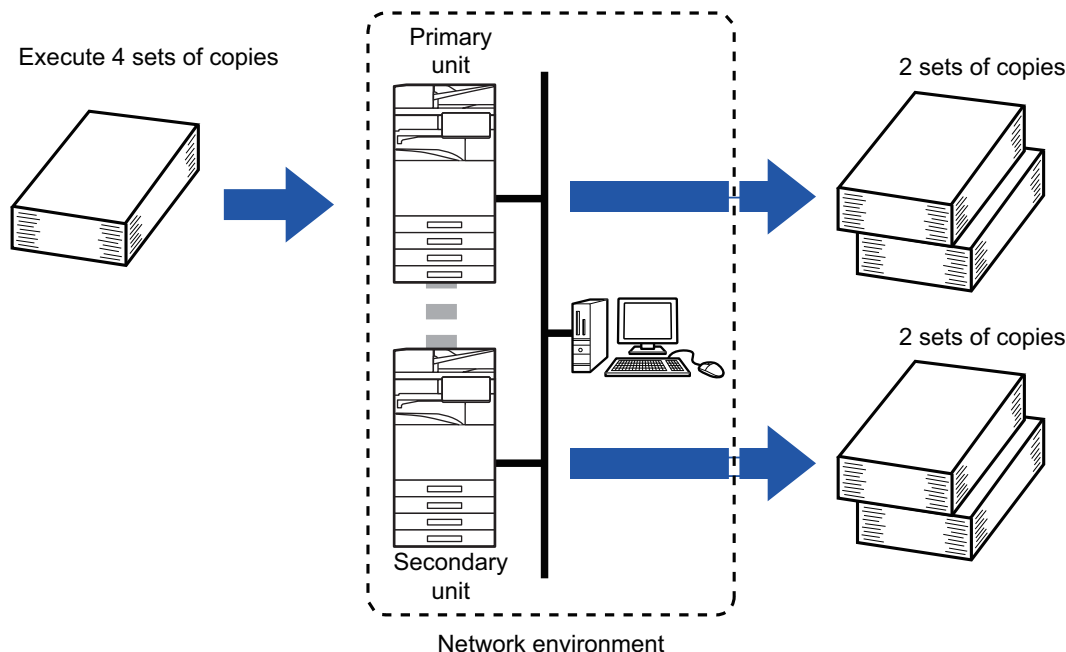 Execute 4 sets of copies
Primary
unit
2 sets of copies
2 sets of copies
Secondary
unit
Network environment